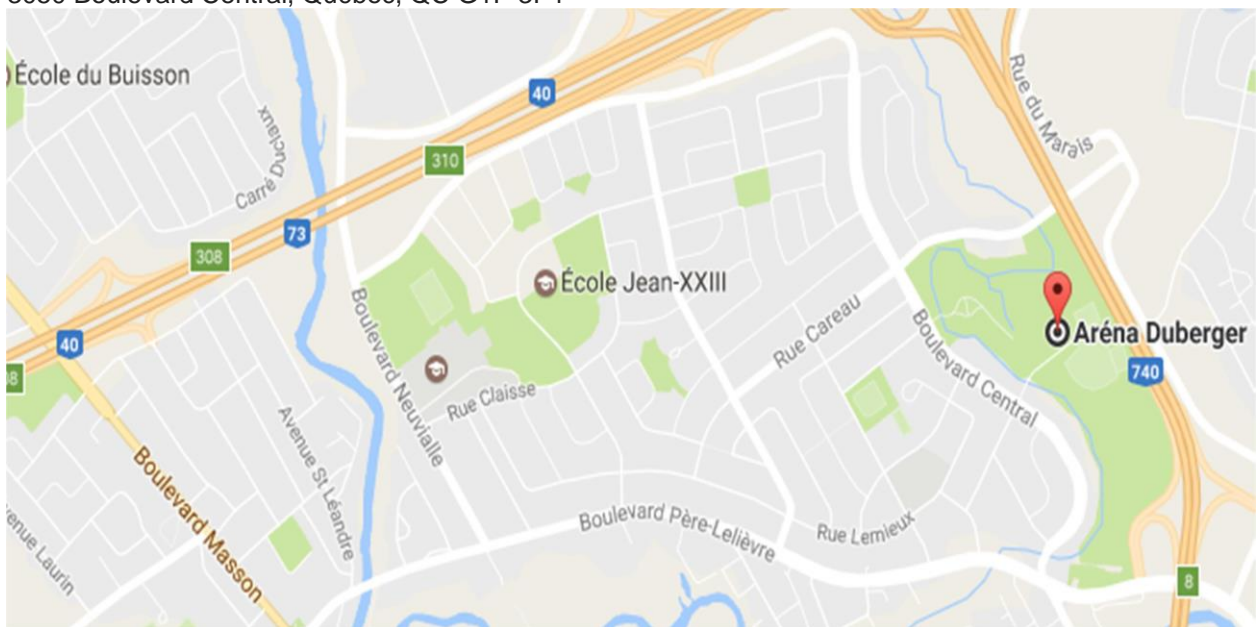 École du Buisson
Carré Duclaux
40
310
73
308
40
École Jean-XXIII
Rue du Marais
Rue Careau
Boulevard Central
Aréna Duberger
740
Boulevard Neuvialle
Rue Claisse
Avenue St Léandre
Boulevard Masson
Boulevard Père-Lelièvre
Rue Lemieux
8